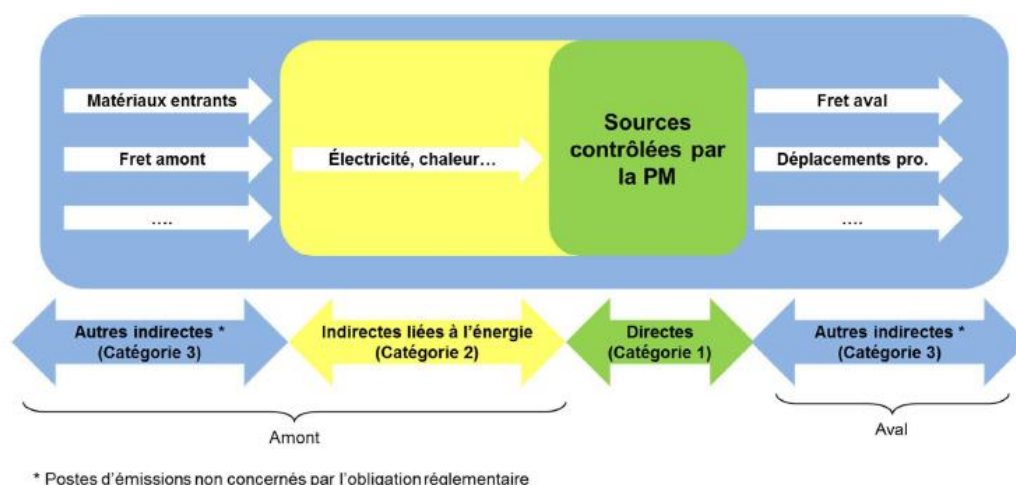 Matériaux entrants
Fret amont
....
Électricité, chaleur…
Sources
contrôlées par
la PM
Fret aval
Déplacements pro.
....
Autres indirectes *
(Catégorie 3)
Indirectes liées à l’énergie
(Catégorie 2)
Directes
(Catégorie 1)
Autres indirectes *
(Catégorie 3)
Amont
Aval
* Postes d’émissions non concernés par l’obligation réglementaire